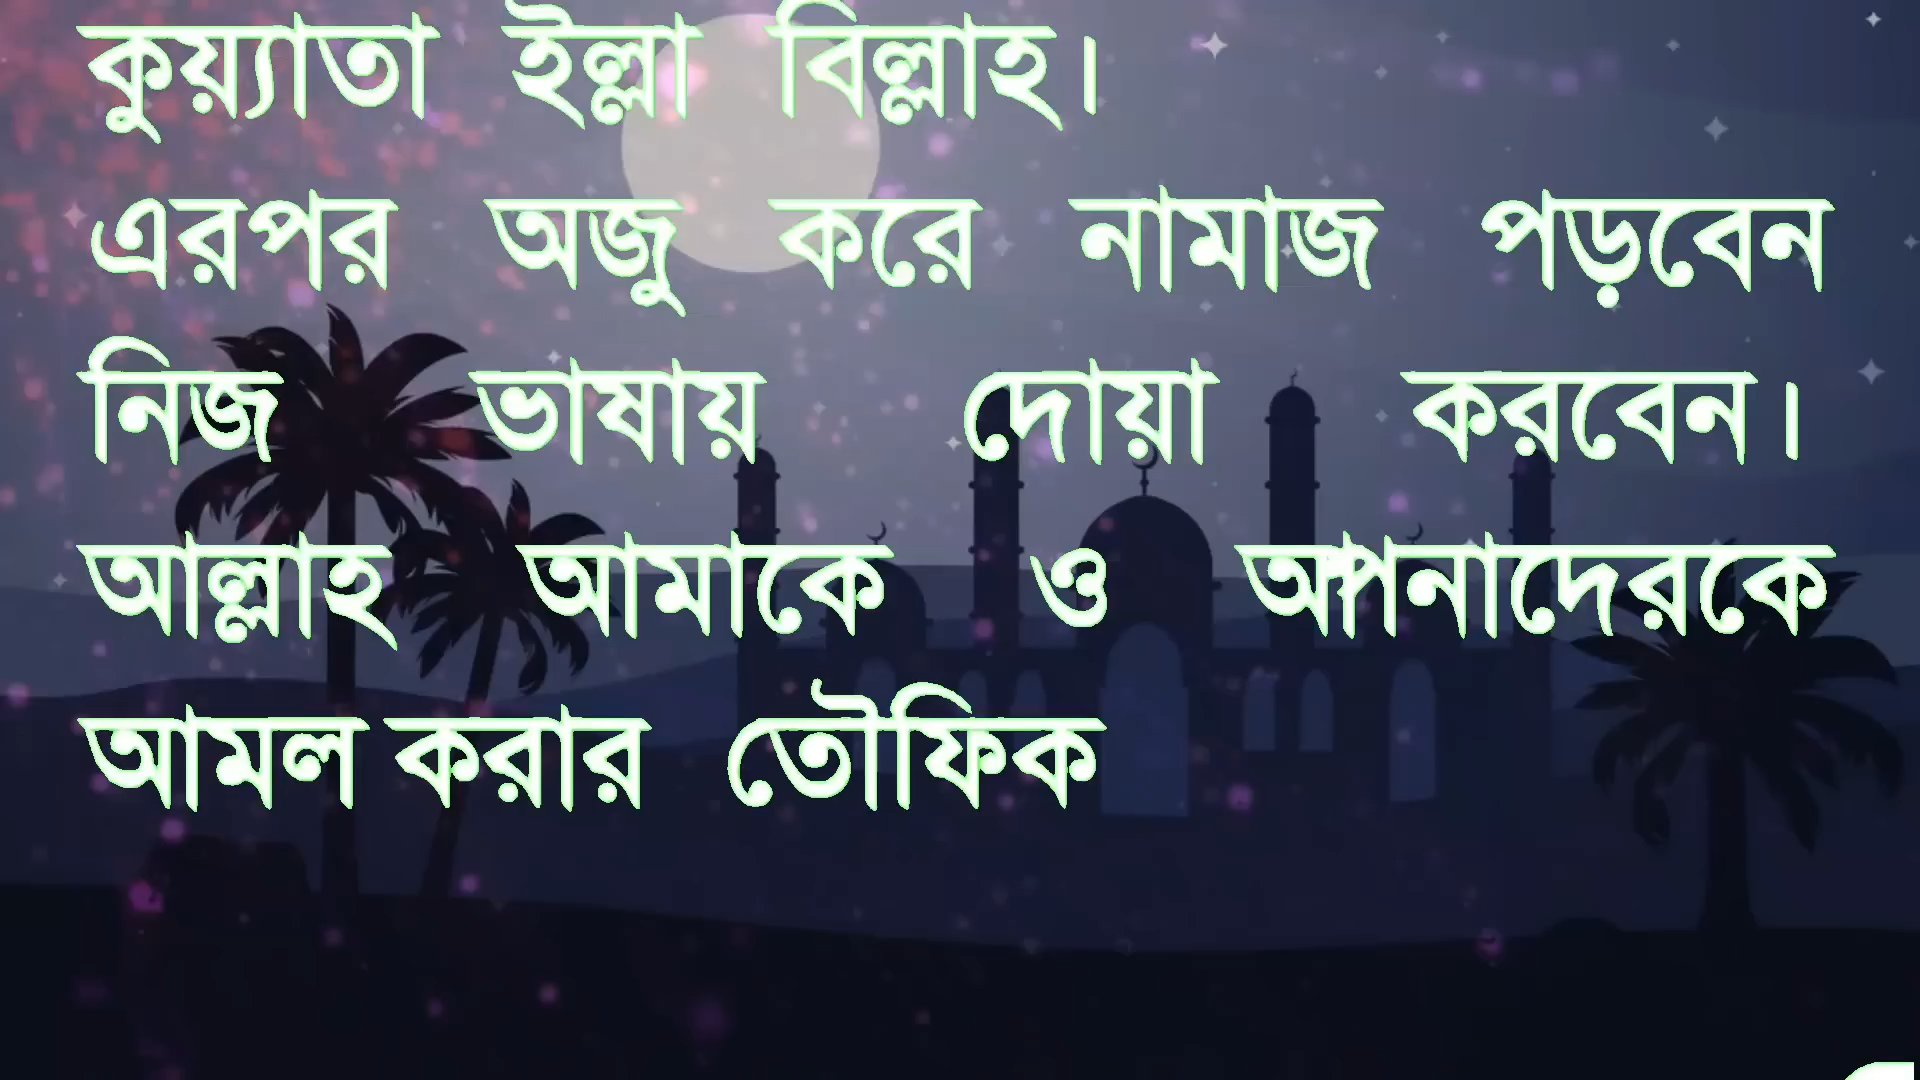 কুয়্যাতা ইল্লা বিল্লাহ।
এরপর অজু করে নামাজ পড়বেন
নিজ ভাষায় দোয়া করবেন।
আল্লাহ আমাকে ও আপনাদেরকে
আমল করার তৌফিক